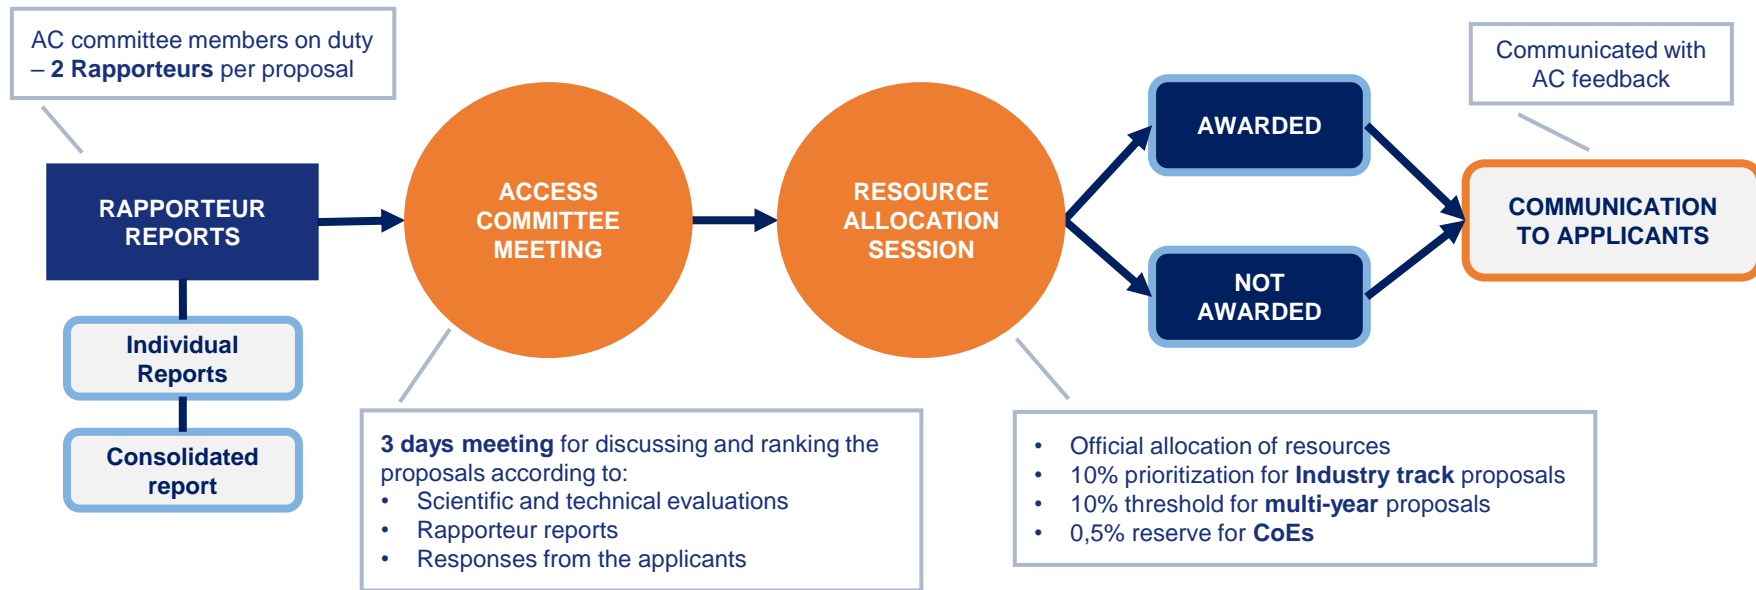 AC committee members on duty
– 2 Rapporteurs per proposal
RAPPORTEUR
REPORTS
Individual
Reports
Consolidated
report
ACCESS
COMMITTEE
MEETING
3 days meeting for discussing and ranking the
proposals according to:
• Scientific and technical evaluations
• Rapporteur reports
• Responses from the applicants
RESOURCE
ALLOCATION
SESSION
• Official allocation of resources
• 10% prioritization for Industry track proposals
• 10% threshold for multi-year proposals
• 0,5% reserve for CoEs
AWARDED
NOT
AWARDED
Communicated with
AC feedback
COMMUNICATION
TO APPLICANTS